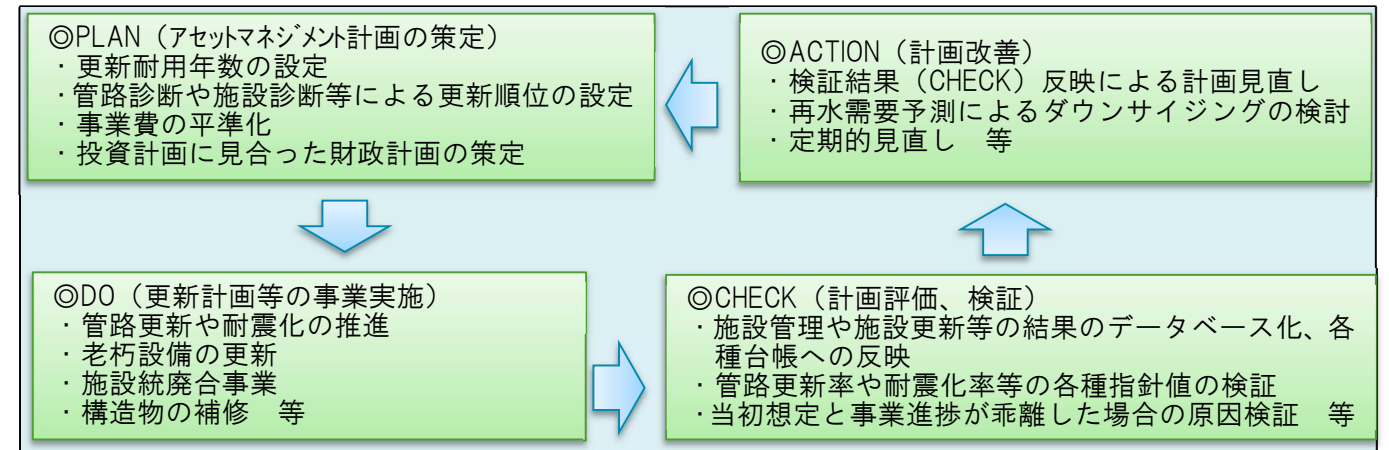 ◎PLAN（アセットマネジメント計画の策定）
・更新耐用年数の設定
・管路診断や施設診断等による更新順位の設定
・事業費の平準化
・投資計画に見合った財政計画の策定
◎ACTION（計画改善）
・検証結果（CHECK）反映による計画見直し
・再水需要予測によるダウンサイジングの検討
・定期的見直し　等
◎DO（更新計画等の事業実施）
・管路更新や耐震化の推進
・老朽設備の更新
・施設統廃合事業
・構造物の補修　等
◎CHECK（計画評価、検証）
・施設管理や施設更新等の結果のデータベース化、各
種台帳への反映
・管路更新率や耐震化率等の各種指針値の検証
・当初想定と事業進捗が乖離した場合の原因検証　等